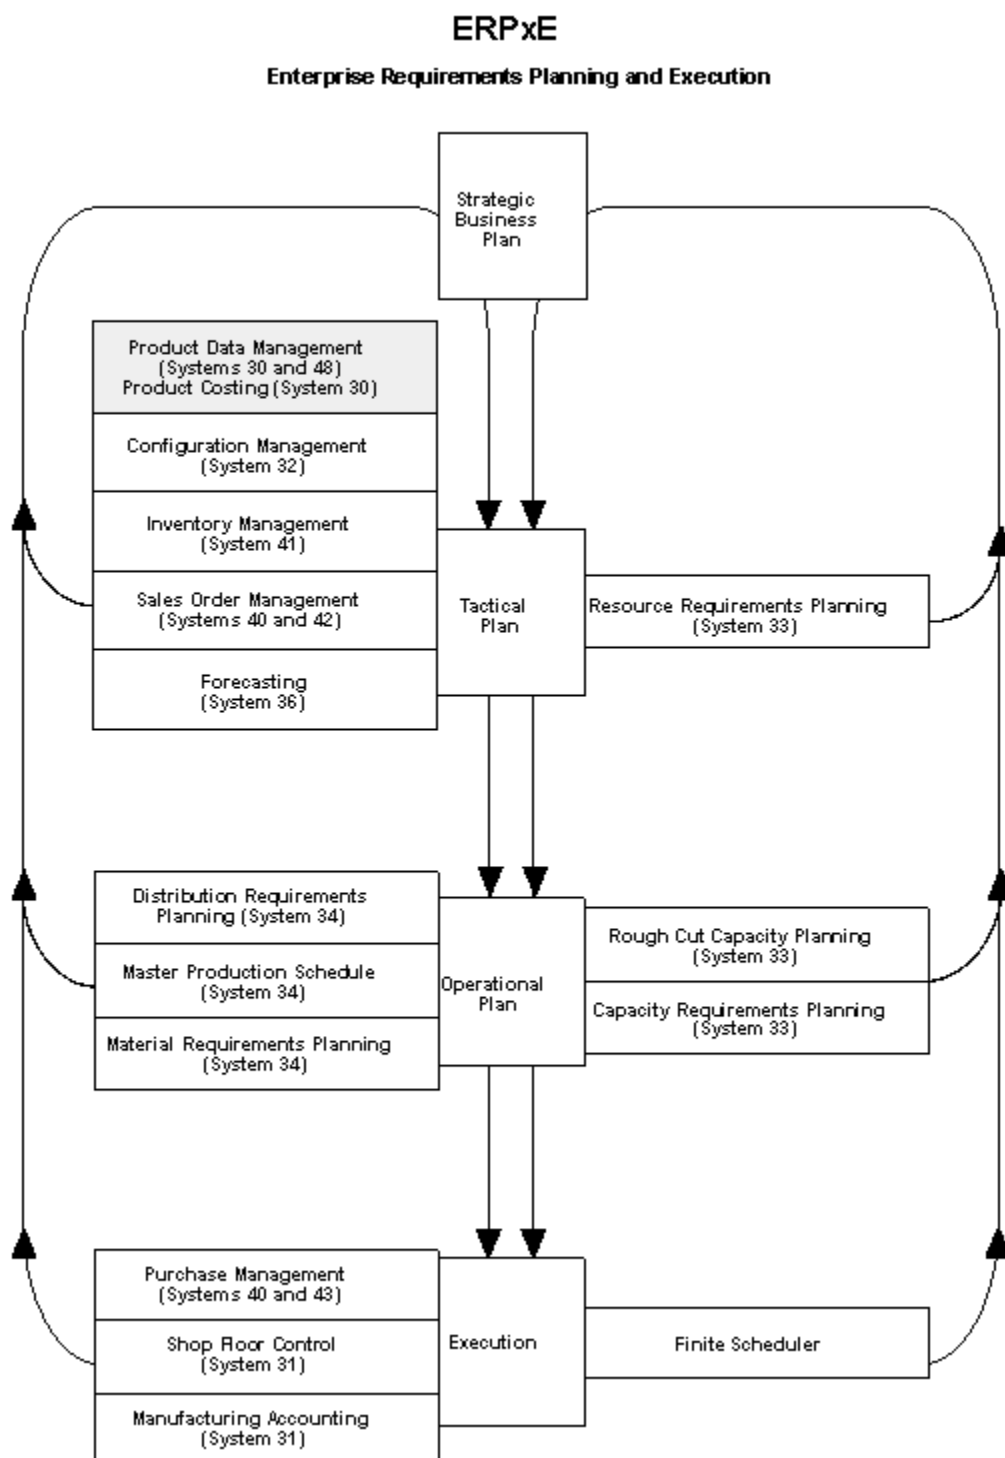 ERPxE
Enterprise Requirements Planning and Execution
Strategic
Business
Plan
Product Data Management
(Systems 30 and 48)
Product Costing (System 30)
Configuration Management
(System 32)
Inventory Management
(System 41)
Sales Order Management
(Systems 40 and 42)
Forecasting
(System 36)
Tactical
Plan
Resource Requirements Planning
(System 33)
Distribution Requirements
Planning (System 34)
Master Production Schedule
(System 34)
Material Requirements Planning
(System 34)
Operational
Plan
Rough Cut Capacity Planning
(System 33)
Capacity Requirements Planning
(System 33)
Purchase Management
(Systems 40 and 43)
Shop Floor Control
(System 31)
Manufacturing Accounting
(System 31)
Execution
Finite Scheduler